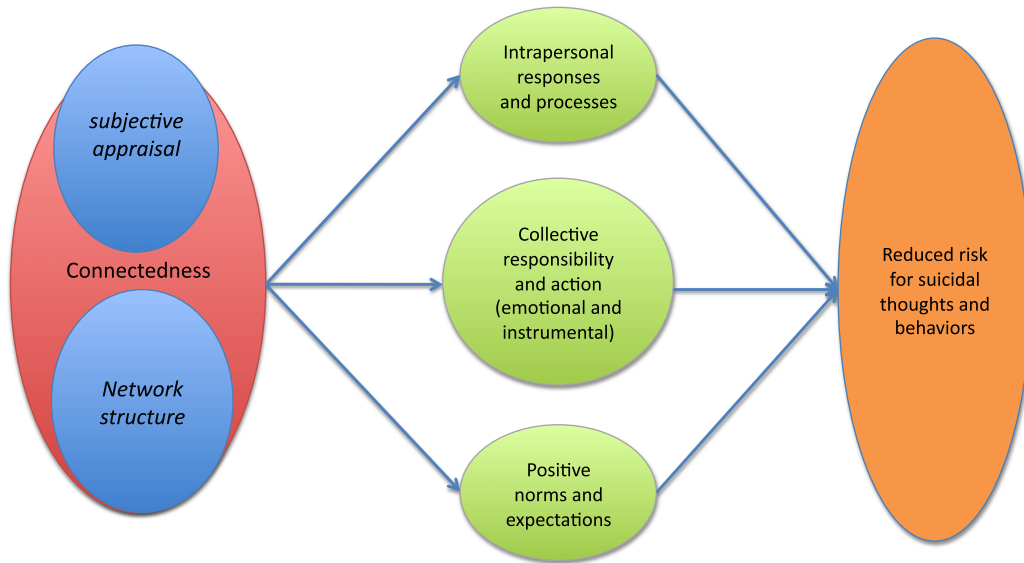 subjective
appraisal
Connectedness
Network
structure
Intrapersonal
responses
and processes
Collective
responsibility
and action
(emotional and
instrumental)
Positive
norms and
expectations
Reduced risk
for suicidal
thoughts and
behaviors